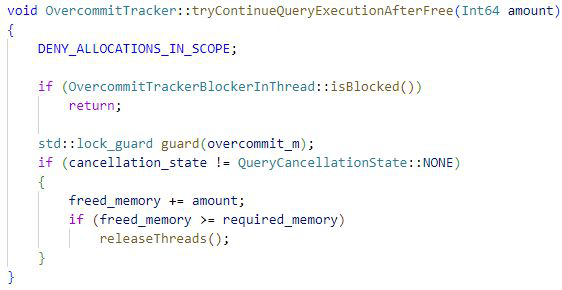 void OvercommitTracker::tryContinueQueryExecutionAfterFree(Int64 amount)
{
    DENY_ALLOCATIONS_IN_SCOPE;

    if (OvercommitTrackerBlockerInThread::isBlocked())
        return;

    std::lock_guard guard(overcommit_m);
    if (cancellation_state != QueryCancellationState::NONE)
    {
        freed_memory += amount;
        if (freed_memory >= required_memory)
            releaseThreads();
    }
}